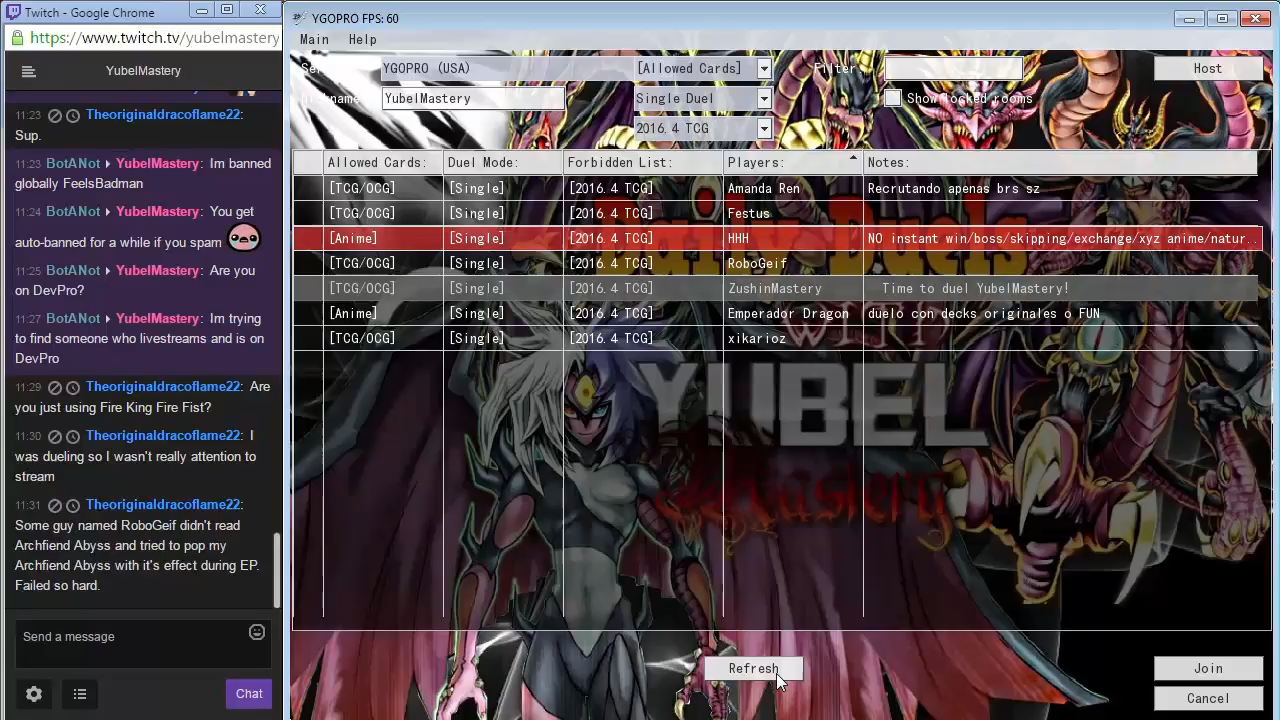 Twitch - Google Chrome
https://www.twitch.tv/yubelmastery
YubelMastery
11:23 Theoriginaldracoflame22:
Sup.
11:23 BotANot YubelMastery: Im banned
globally FeelsBadman
11:24 BotANot YubelMastery: You get
auto-banned for a while if you spam
11:25 BotANot YubelMastery: Are you
on DevPro?
11:27 BotANot YubelMastery: Im trying
to find someone who livestreams and is on
DevPro
11:29 Theoriginaldracoflame22: Are
you just using Fire King Fire Fist?
11:30 Theoriginaldracoflame22: I
was dueling so I wasn't really attention to
stream
11:31 Theoriginaldracoflame22:
Some guy named RoboGeif didn't read
Archfiend Abyss and tried to pop my
Archfiend Abyss with it's effect during EP.
Failed so hard.
Send a message
Chat
YGOPRO FPS: 60
Main Help
YGOPRO (USA) [Allowed Cards] Filter Host
Nickname YubelMastery Single Duel Show locked rooms
2016.4 TCG
Allowed Cards: Duel Mode: Forbidden List: Players: Notes:
[TCG/OCG] [Single] [2016.4 TCG] Amanda Ren Recrutando apenas brs sz
[TCG/OCG] [Single] [2016.4 TCG] Festus
[Anime] [Single] [2016.4 TCG] HHH NO instant win/boss/skipping/exchange/xyz anime/natur..
[TCG/OCG] [Single] [2016.4 TCG] RoboGeif
[TCG/OCG] [Single] [2016.4 TCG] ZushinMastery Time to duel YubelMastery!
[Anime] [Single] [2016.4 TCG] Emperador Dragon duelo con decks originales o FUN
[TCG/OCG] [Single] [2016.4 TCG] xikarioz
Daily Duels
WITH
YUBEL
Mastery
Refresh
Join
Cancel